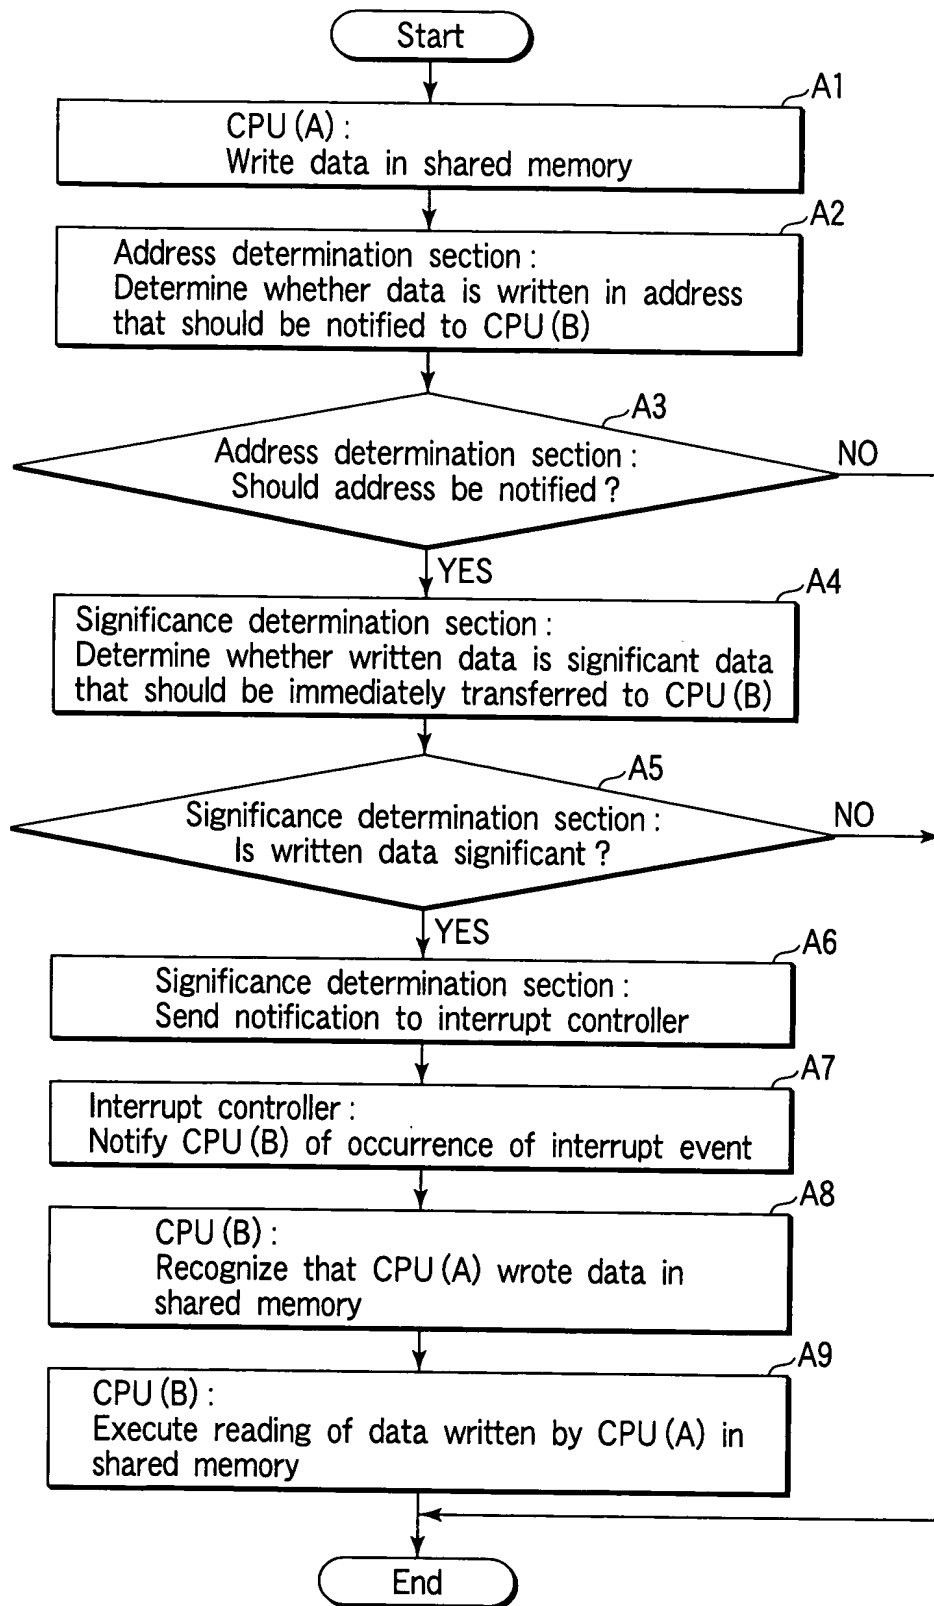 Start
A1
CPU(A):
Write data in shared memory
A2
Address determination section:
Determine whether data is written in address
that should be notified to CPU(B)
A3
Address determination section:
Should address be notified?
NO
YES
A4
Significance determination section:
Determine whether written data is significant data
that should be immediately transferred to CPU(B)
A5
Significance determination section:
Is written data significant?
NO
YES
A6
Significance determination section:
Send notification to interrupt controller
A7
Interrupt controller:
Notify CPU(B) of occurrence of interrupt event
A8
CPU(B):
Recognize that CPU(A) wrote data in
shared memory
A9
CPU(B):
Execute reading of data written by CPU(A) in
shared memory
End